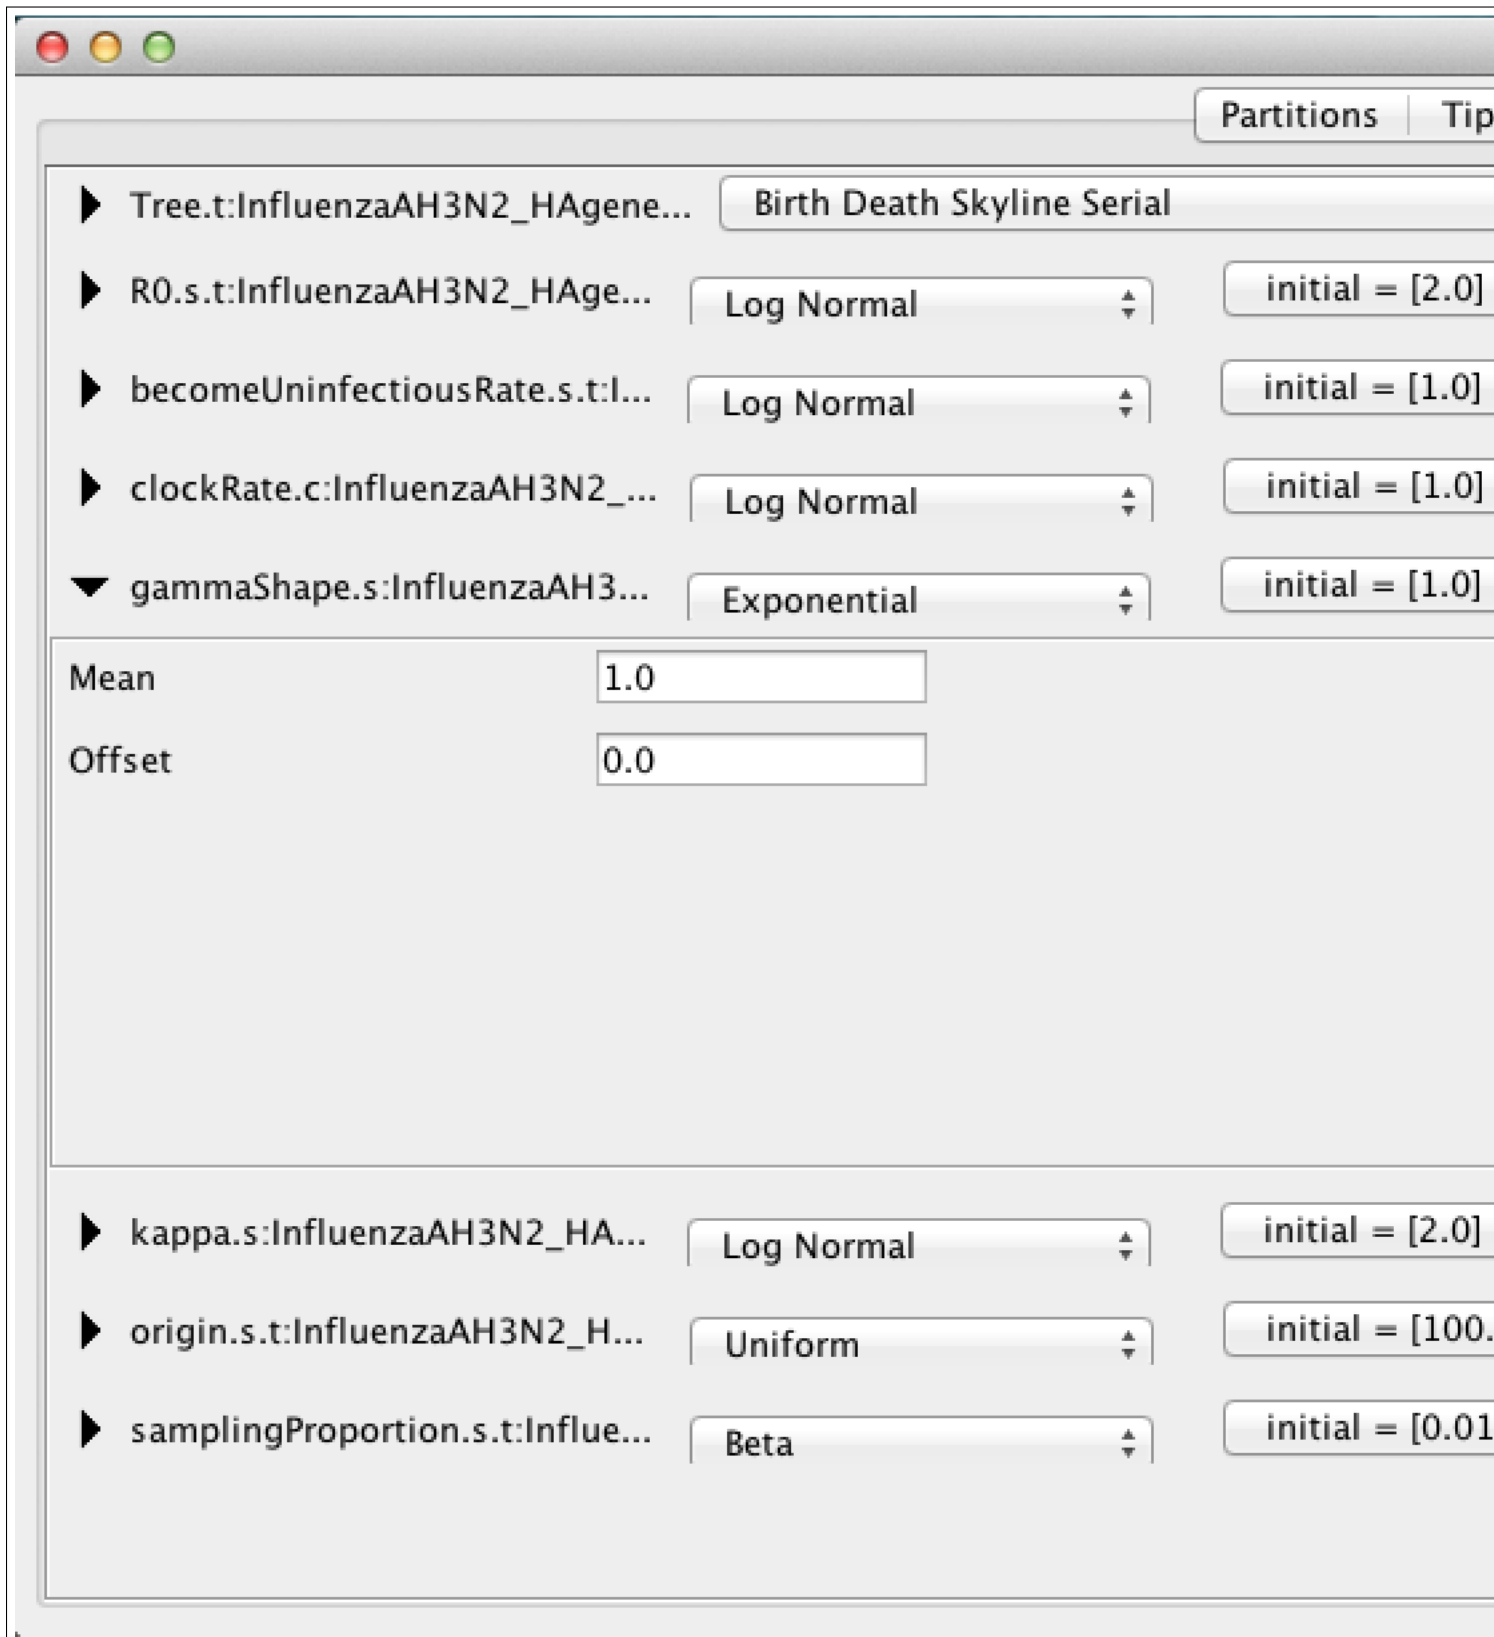 Partitions Tip
Tree.t:InfluenzaAH3N2_HAgene... Birth Death Skyline Serial
R0.s.t:InfluenzaAH3N2_HAge... Log Normal initial = [2.0]
becomeUninfectiousRate.s.t:I... Log Normal initial = [1.0]
clockRate.c:InfluenzaAH3N2_... Log Normal initial = [1.0]
gammaShape.s:InfluenzaAH3... Exponential initial = [1.0]
Mean 1.0
Offset 0.0
kappa.s:InfluenzaAH3N2_HA... Log Normal initial = [2.0]
origin.s.t:InfluenzaAH3N2_H... Uniform initial = [100.
samplingProportion.s.t:Influe... Beta initial = [0.01